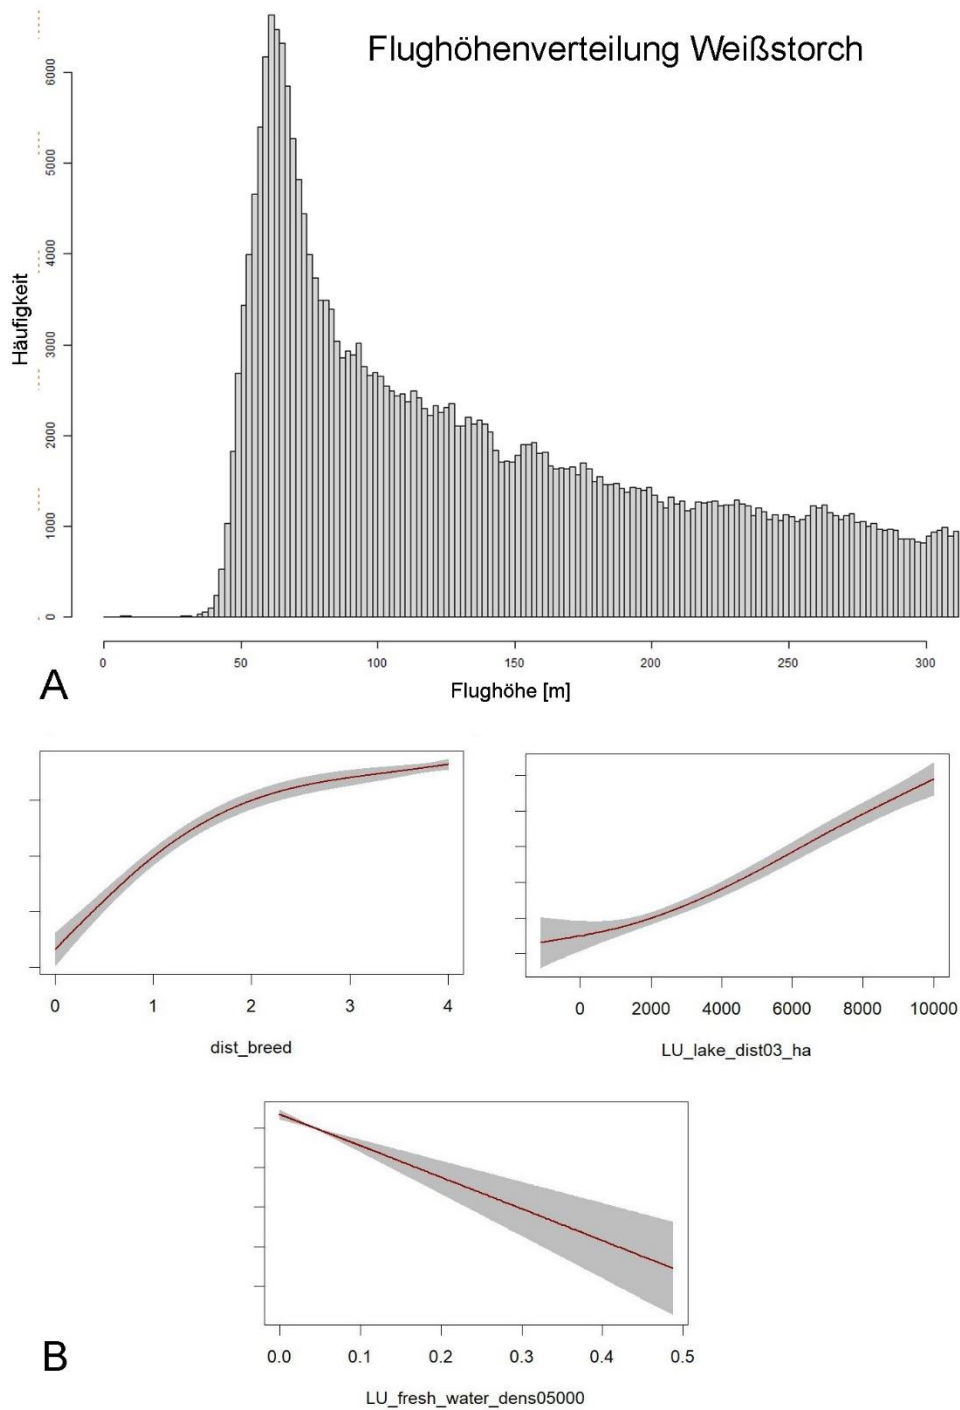 Flughöhenverteilung Weißstorch
Häufigkeit
6000
5000
4000
3000
2000
1000
0
0 50 100 150 200 250 300
Flughöhe [m]
A
0 1 2 3 4
dist_breed
0 2000 4000 6000 8000 10000
LU_lake_dist03_ha
0.0 0.1 0.2 0.3 0.4 0.5
LU_fresh_water_dens05000
B